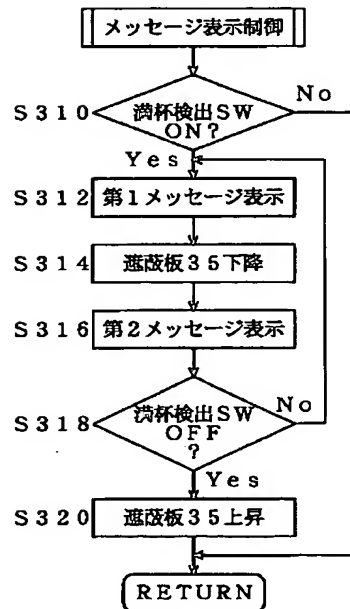 メッセージ表示制御
S310
満杯検出SW
ON?
No
Yes
S312
第1メッセージ表示
S314
遮蔽板35下降
S316
第2メッセージ表示
S318
満杯検出SW
OFF
?
No
Yes
S320
遮蔽板35上昇
RETURN